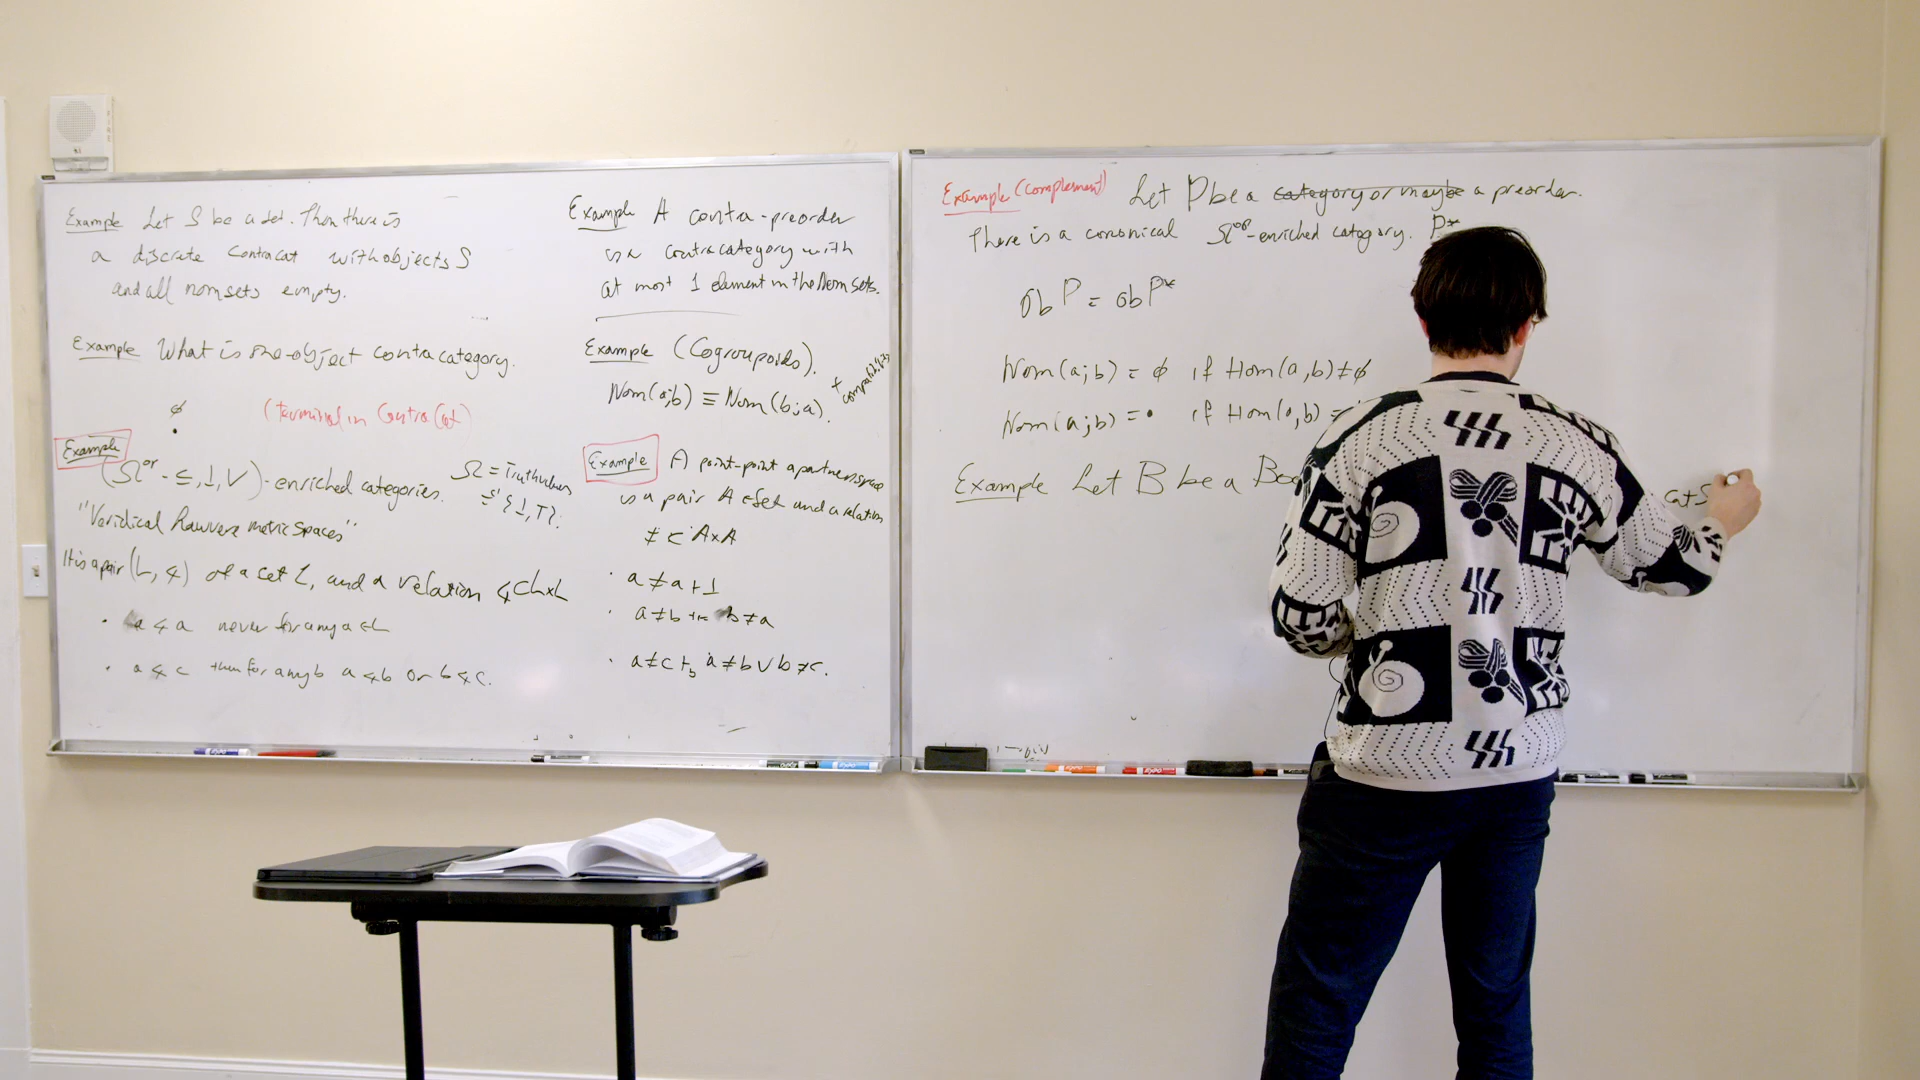 Example Let S be a set. Then there is
a discrete contracat with objects S
and all nomsets empty.
Example What is one-object contracategory.
∅
•
(terminal in ContraCat)
Example
(Ω^op - ≤, ⊥, ∨) - enriched categories.
Ω = Truthvalues
≅ {⊥, T}.
"Veridical Lawvere metric spaces"
It is a pair (L, ≰) of a set L, and a relation ≰ ⊂ L×L
• a ≰ a never for any a ∈ L
• a ≰ c then for any b a ≰ b or b ≰ c.
Example A contra-preorder
is a contracategory with
at most 1 element in the Nom sets.
Example (Cogroupoids).
Nom(a;b) ≡ Nom(b;a).
+ compatibility
Example A point-point apartness space
is a pair A a set and a relation
≠ ⊂ A×A
• a ≠ a ⊢ ⊥
• a ≠ b ⊢ b ≠ a
• a ≠ c ⊢ a ≠ b ∨ b ≠ c.
Example (complement) Let P be a category or maybe a preorder.
There is a canonical Ω^op-enriched category. P*
Ob P = Ob P*
Nom(a;b) = ∅ if Hom(a,b) ≠ ∅
Nom(a;b) = • if Hom(a,b) =
Example Let B be a
Cat